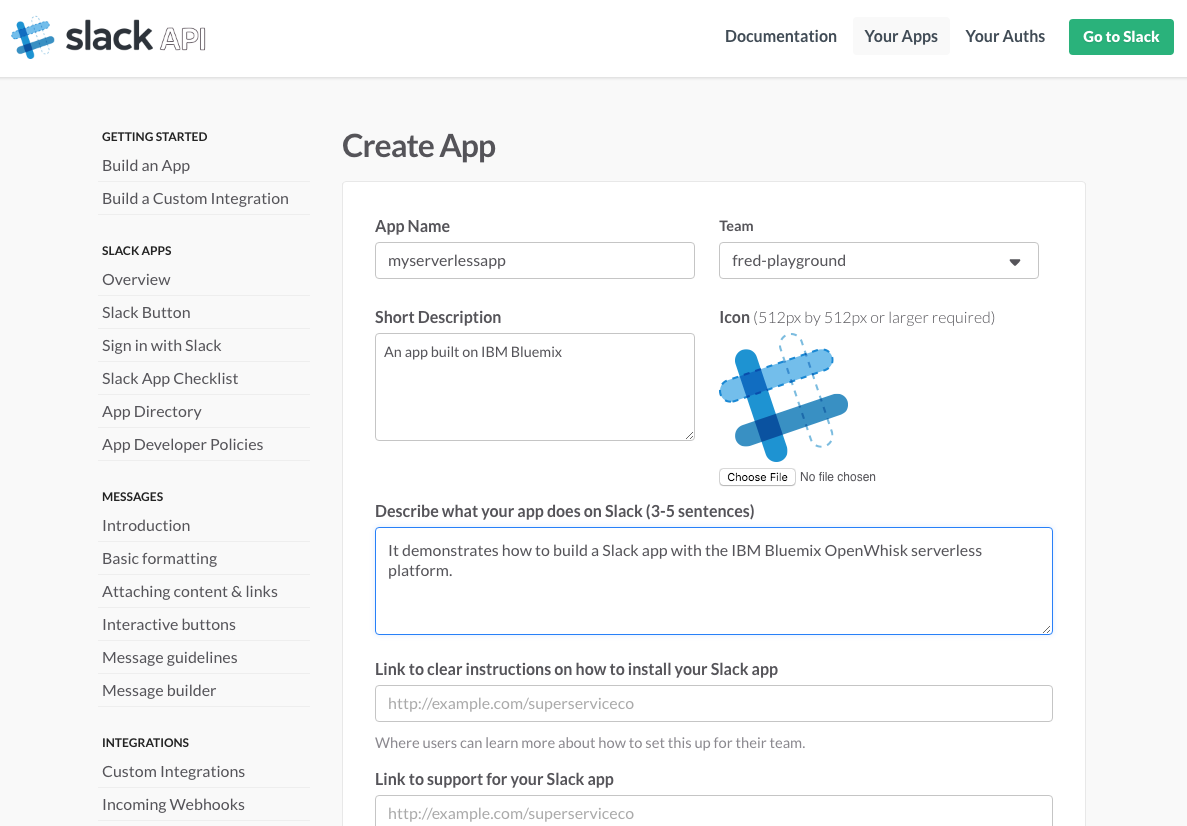 slack API
Documentation
Your Apps
Your Auths
Go to Slack
GETTING STARTED
Build an App
Build a Custom Integration
SLACK APPS
Overview
Slack Button
Sign in with Slack
Slack App Checklist
App Directory
App Developer Policies
MESSAGES
Introduction
Basic formatting
Attaching content & links
Interactive buttons
Message guidelines
Message builder
INTEGRATIONS
Custom Integrations
Incoming Webhooks
Create App
App Name
myserverlessapp
Team
fred-playground
Short Description
An app built on IBM Bluemix
Icon (512px by 512px or larger required)
Choose File No file chosen
Describe what your app does on Slack (3-5 sentences)
It demonstrates how to build a Slack app with the IBM Bluemix OpenWhisk serverless
platform.
Link to clear instructions on how to install your Slack app
http://example.com/superserviceco
Where users can learn more about how to set this up for their team.
Link to support for your Slack app
http://example.com/superserviceco